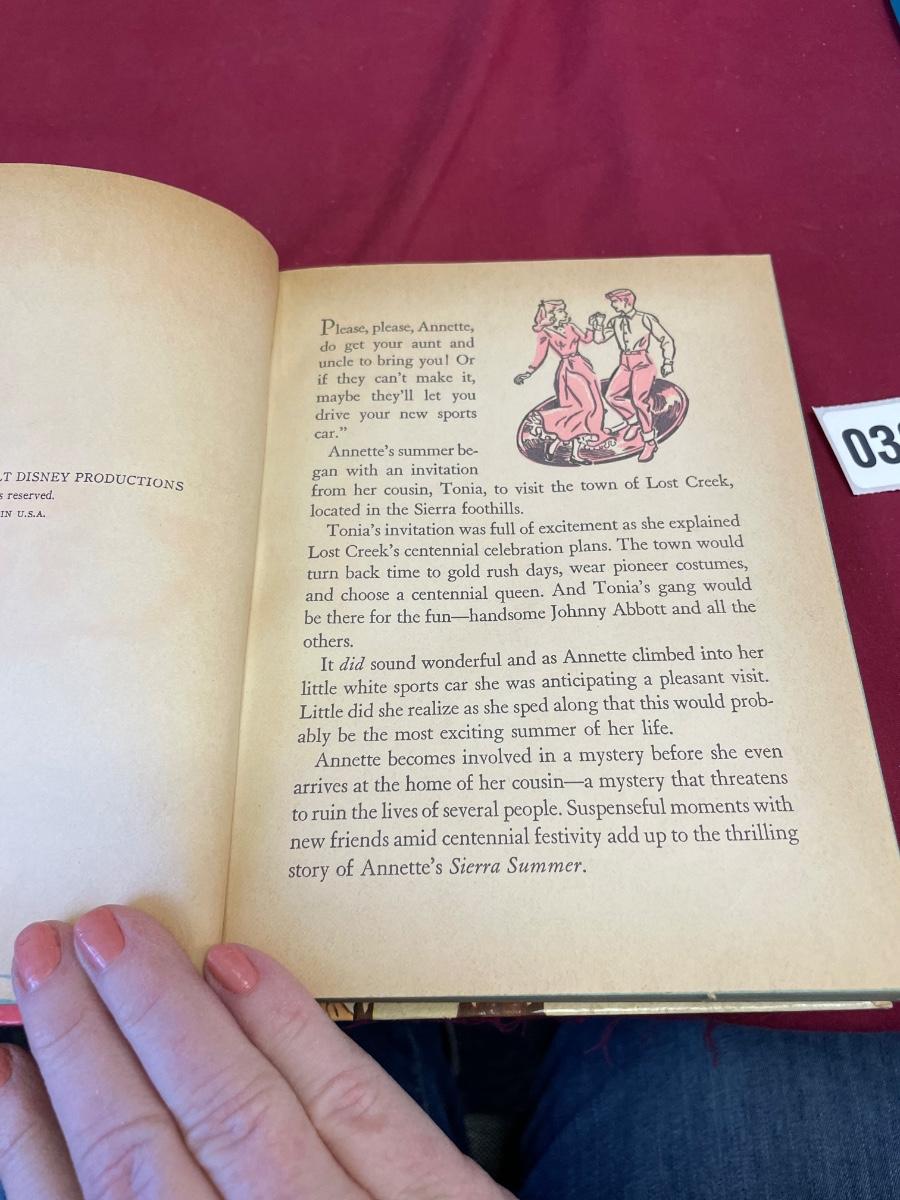 LT DISNEY PRODUCTIONS
s reserved.
IN U.S.A.
Please, please, Annette,
do get your aunt and
uncle to bring you! Or
if they can't make it,
maybe they'll let you
drive your new sports
car."
Annette's summer be-
gan with an invitation
from her cousin, Tonia, to visit the town of Lost Creek,
located in the Sierra foothills.
Tonia's invitation was full of excitement as she explained
Lost Creek's centennial celebration plans. The town would
turn back time to gold rush days, wear pioneer costumes,
and choose a centennial queen. And Tonia's gang would
be there for the fun—handsome Johnny Abbott and all the
others.
It did sound wonderful and as Annette climbed into her
little white sports car she was anticipating a pleasant visit.
Little did she realize as she sped along that this would prob-
ably be the most exciting summer of her life.
Annette becomes involved in a mystery before she even
arrives at the home of her cousin—a mystery that threatens
to ruin the lives of several people. Suspenseful moments with
new friends amid centennial festivity add up to the thrilling
story of Annette's Sierra Summer.
03